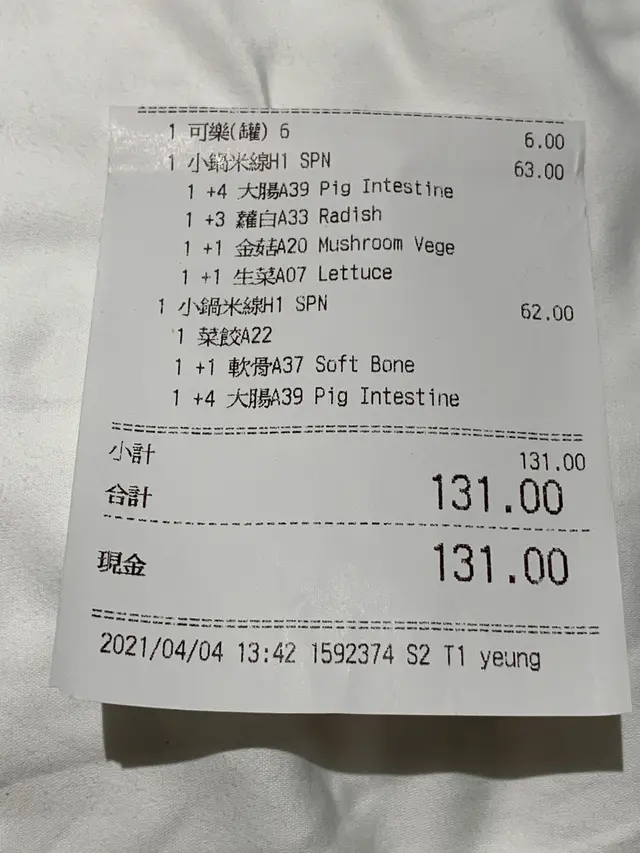 1 可樂(罐) 6 6.00
1 小鍋米線H1 SPN 63.00
1 +4 大腸A39 Pig Intestine
1 +3 蘿白A33 Radish
1 +1 金菇A20 Mushroom Vege
1 +1 生菜A07 Lettuce
1 小鍋米線H1 SPN 62.00
1 菜餃A22
1 +1 軟骨A37 Soft Bone
1 +4 大腸A39 Pig Intestine
小計 131.00
合計 131.00
現金 131.00
2021/04/04 13:42 1592374 S2 T1 yeung